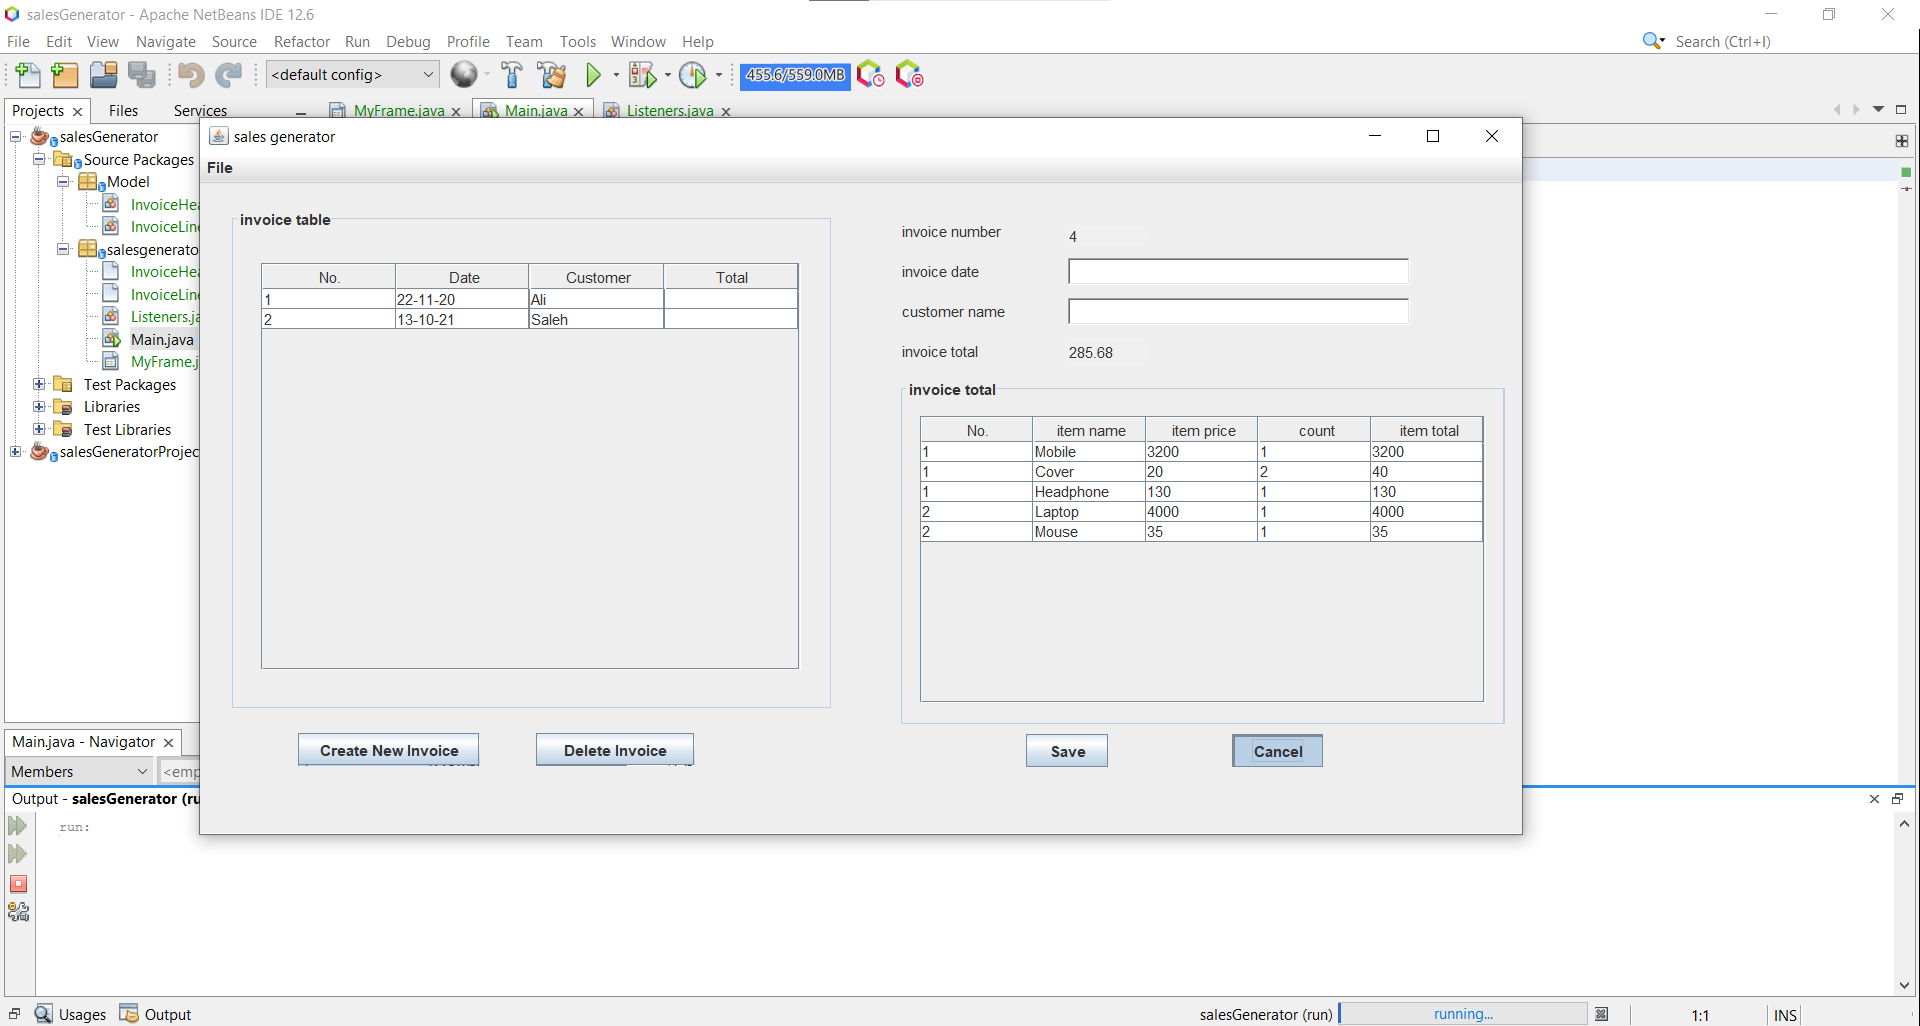 salesGenerator - Apache NetBeans IDE 12.6
File Edit View Navigate Source Refactor Run Debug Profile Team Tools Window Help
Search (Ctrl+I)
<default config>
455.6/559.0MB
Projects Files Services
MyFrame.java Main.java Listeners.java
salesGenerator
Source Packages
Model
InvoiceHea
InvoiceLine
salesgenerato
InvoiceHea
InvoiceLine
Listeners.ja
Main.java
MyFrame.j
Test Packages
Libraries
Test Libraries
salesGeneratorProjec
Main.java - Navigator
Members
<emp
sales generator
File
invoice table
No. Date Customer Total
1 22-11-20 Ali
2 13-10-21 Saleh
Create New Invoice Delete Invoice
invoice number 4
invoice date
customer name
invoice total 285.68
invoice total
No. item name item price count item total
1 Mobile 3200 1 3200
1 Cover 20 2 40
1 Headphone 130 1 130
2 Laptop 4000 1 4000
2 Mouse 35 1 35
Save Cancel
Output - salesGenerator (ru
run:
Usages Output
salesGenerator (run) running... 1:1 INS